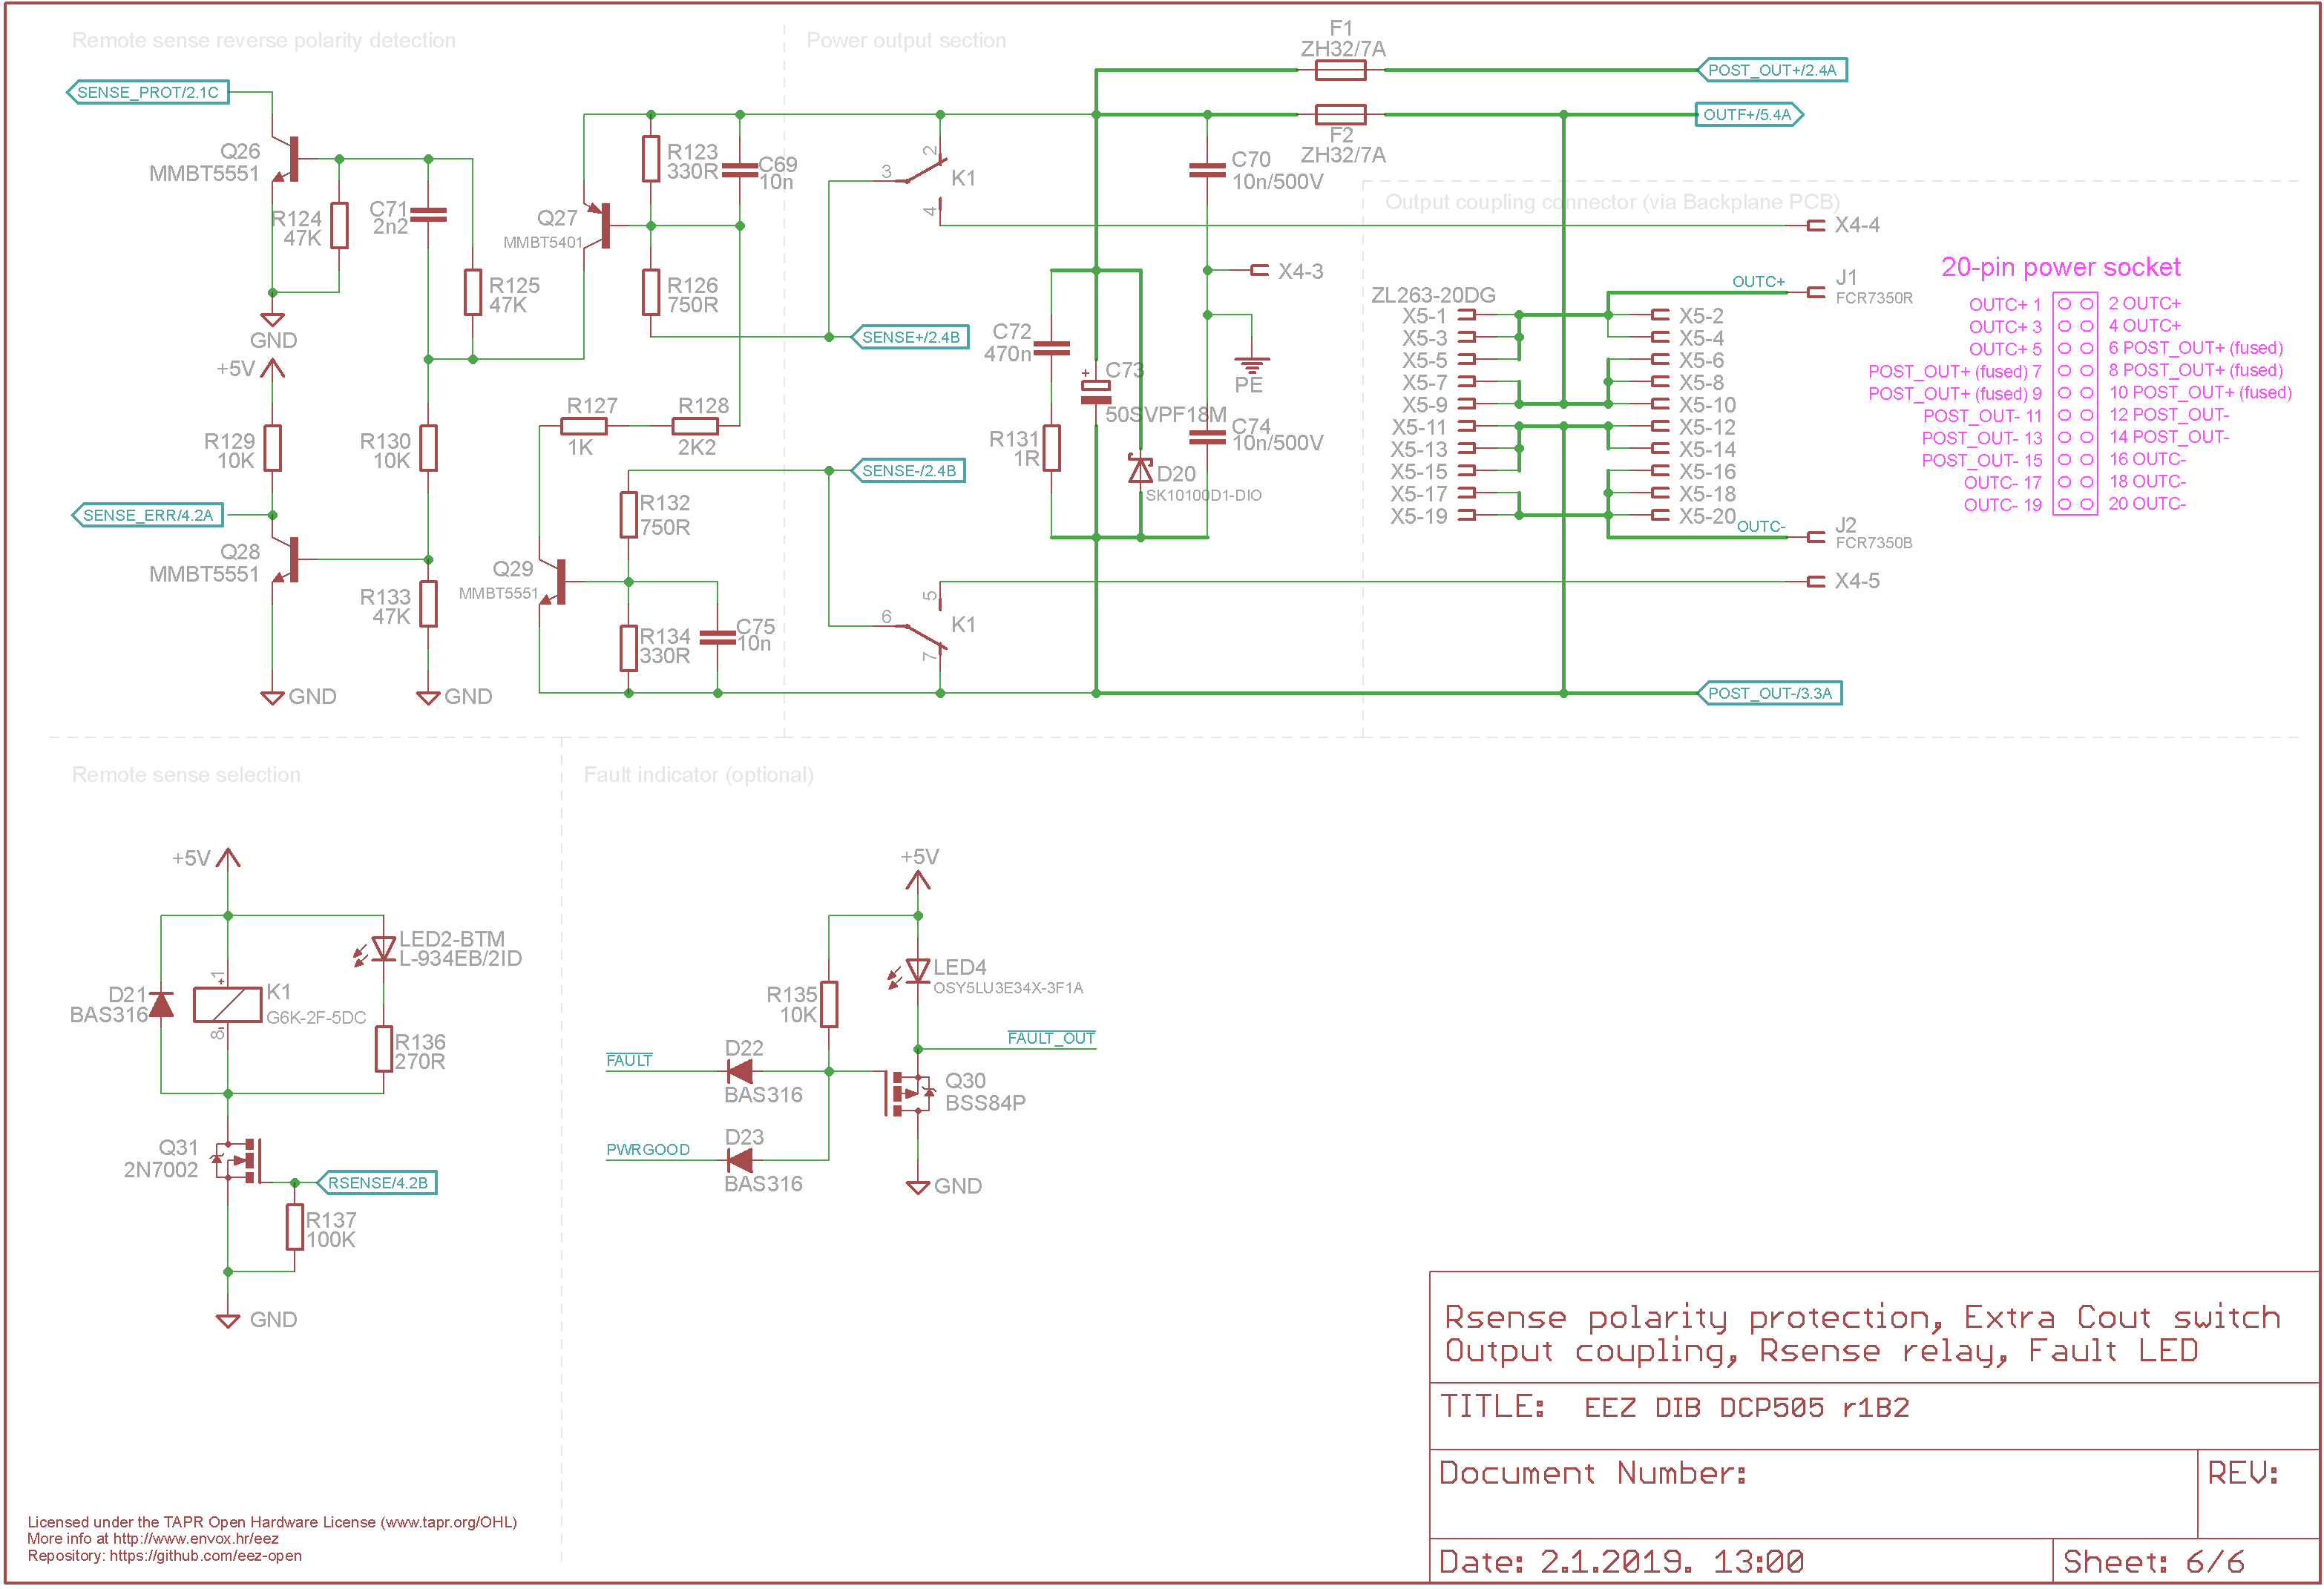 Remote sense reverse polarity detection
Power output section
F1
ZH32/7A
POST_OUT+/2.4A
SENSE_PROT/2.1C
OUTF+/5.4A
F2
ZH32/7A
Q26
MMBT5551
R123
330R
C69
10n
2
3
K1
4
C70
10n/500V
Output coupling connector (via Backplane PCB)
R124
47K
C71
2n2
Q27
MMBT5401
X4-4
R125
47K
R126
750R
X4-3
20-pin power socket
GND
SENSE+/2.4B
C72
470n
+
C73
50SVPF18M
PE
ZL263-20DG
OUTC+
J1
FCR7350R
X5-1
X5-2
X5-3
X5-4
X5-5
X5-6
X5-7
X5-8
X5-9
X5-10
X5-11
X5-12
X5-13
X5-14
X5-15
X5-16
X5-17
X5-18
X5-19
X5-20
OUTC+ 1
2 OUTC+
OUTC+ 3
4 OUTC+
OUTC+ 5
6 POST_OUT+ (fused)
POST_OUT+ (fused) 7
8 POST_OUT+ (fused)
POST_OUT+ (fused) 9
10 POST_OUT+ (fused)
POST_OUT- 11
12 POST_OUT-
POST_OUT- 13
14 POST_OUT-
POST_OUT- 15
16 OUTC-
OUTC- 17
18 OUTC-
OUTC- 19
20 OUTC-
+5V
R129
10K
R130
10K
R127
1K
R128
2K2
R131
1R
C74
10n/500V
D20
SK10100D1-DIO
SENSE-/2.4B
R132
750R
SENSE_ERR/4.2A
OUTC-
J2
FCR7350B
Q28
MMBT5551
Q29
MMBT5551
X4-5
R133
47K
R134
330R
C75
10n
5
6
K1
7
GND
GND
POST_OUT-/3.3A
Remote sense selection
Fault indicator (optional)
+5V
LED2-BTM
L-934EB/2ID
D21
BAS316
1
+
K1
G6K-2F-5DC
8
-
R136
270R
Q31
2N7002
RSENSE/4.2B
R137
100K
GND
+5V
LED4
OSY5LU3E34X-3F1A
R135
10K
FAULT_OUT
FAULT
D22
BAS316
Q30
BSS84P
PWRGOOD
D23
BAS316
GND
Rsense polarity protection, Extra Cout switch
Output coupling, Rsense relay, Fault LED
TITLE: EEZ DIB DCP505 r1B2
Document Number:
REV:
Date: 2.1.2019. 13:00
Sheet: 6/6
Licensed under the TAPR Open Hardware License (www.tapr.org/OHL)
More info at http://www.envox.hr/eez
Repository: https://github.com/eez-open